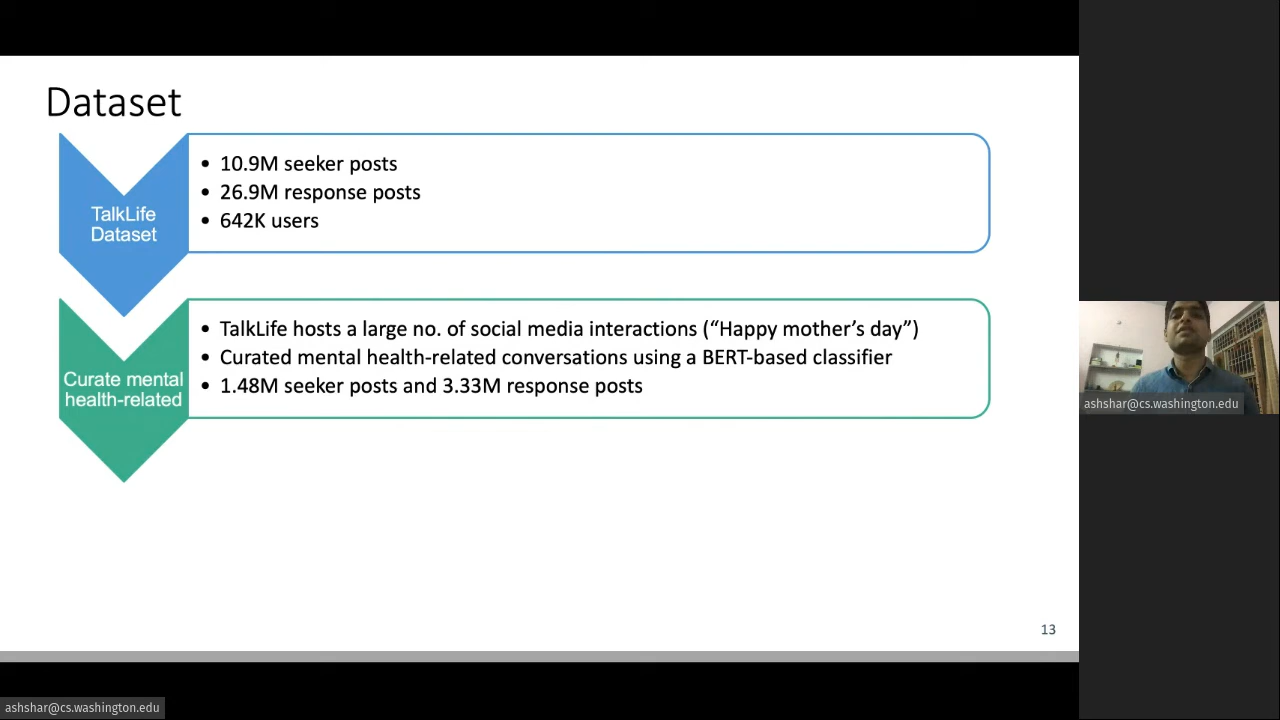 Dataset
TalkLife
Dataset
• 10.9M seeker posts
• 26.9M response posts
• 642K users
Curate mental
health-related
• TalkLife hosts a large no. of social media interactions (“Happy mother’s day”)
• Curated mental health-related conversations using a BERT-based classifier
• 1.48M seeker posts and 3.33M response posts
13
ashshar@cs.washington.edu
ashshar@cs.washington.edu